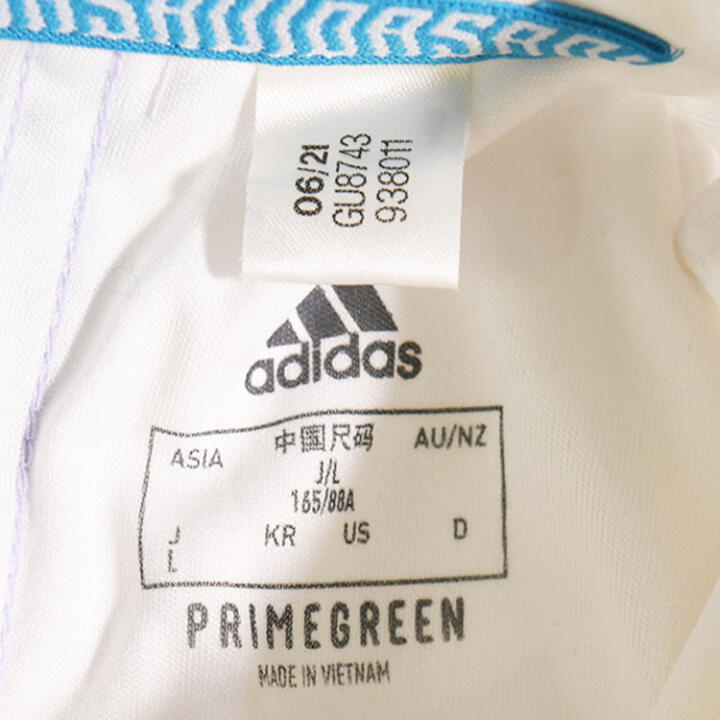 06/21
GU8743
938011
adidas
ASIA 中国尺码 AU/NZ
J/L
165/88A
J KR US D
L
PRIMEGREEN
MADE IN VIETNAM